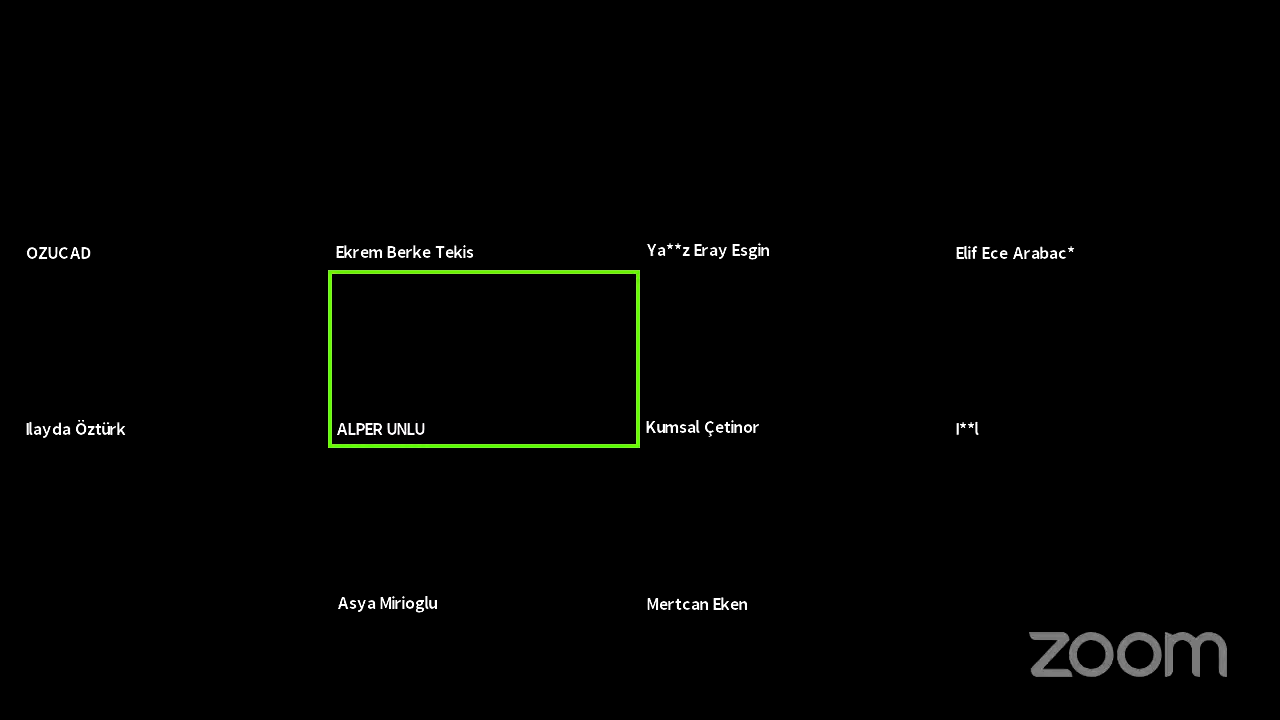 OZUCAD
Ekrem Berke Tekis
Ya**z Eray Esgin
Elif Ece Arabac*
Ilayda Öztürk
ALPER UNLU
Kumsal Çetinor
I**l
Asya Mirioglu
Mertcan Eken
zoom